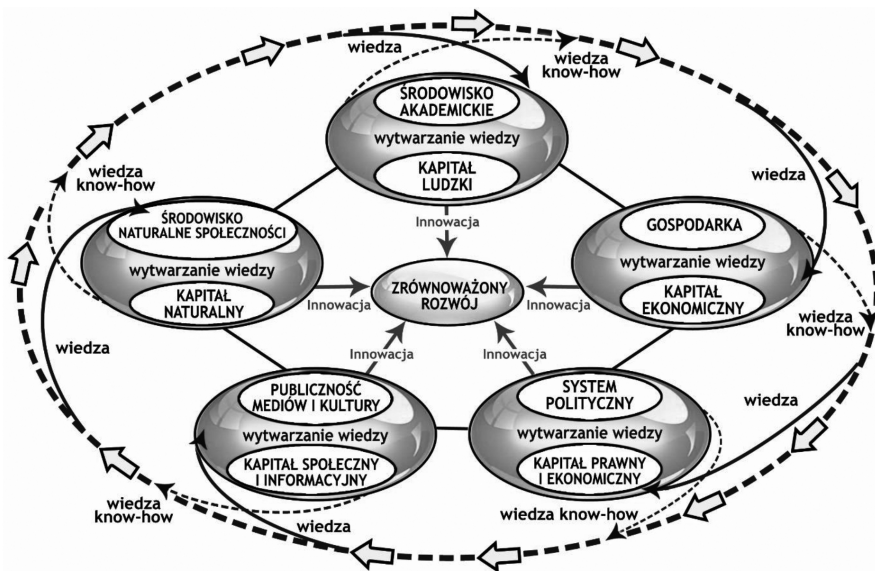 wiedza
wiedza
know-how
ŚRODOWISKO
AKADEMICKIE
wytwarzanie wiedzy
KAPITAŁ
LUDZKI
wiedza
know-how
wiedza
ŚRODOWISKO
NATURALNE SPOŁECZNOŚCI
wytwarzanie wiedzy
KAPITAŁ
NATURALNY
Innowacja
GOSPODARKA
wytwarzanie wiedzy
KAPITAŁ
EKONOMICZNY
ZRÓWNOWAŻONY
ROZWÓJ
Innowacja
Innowacja
wiedza
know-how
wiedza
Innowacja
Innowacja
PUBLICZNOŚĆ
MEDIÓW I KULTURY
wytwarzanie wiedzy
KAPITAŁ SPOŁECZNY
I INFORMACYJNY
SYSTEM
POLITYCZNY
wytwarzanie wiedzy
KAPITAŁ PRAWNY
I EKONOMICZNY
wiedza
wiedza
know-how
wiedza
wiedza know-how